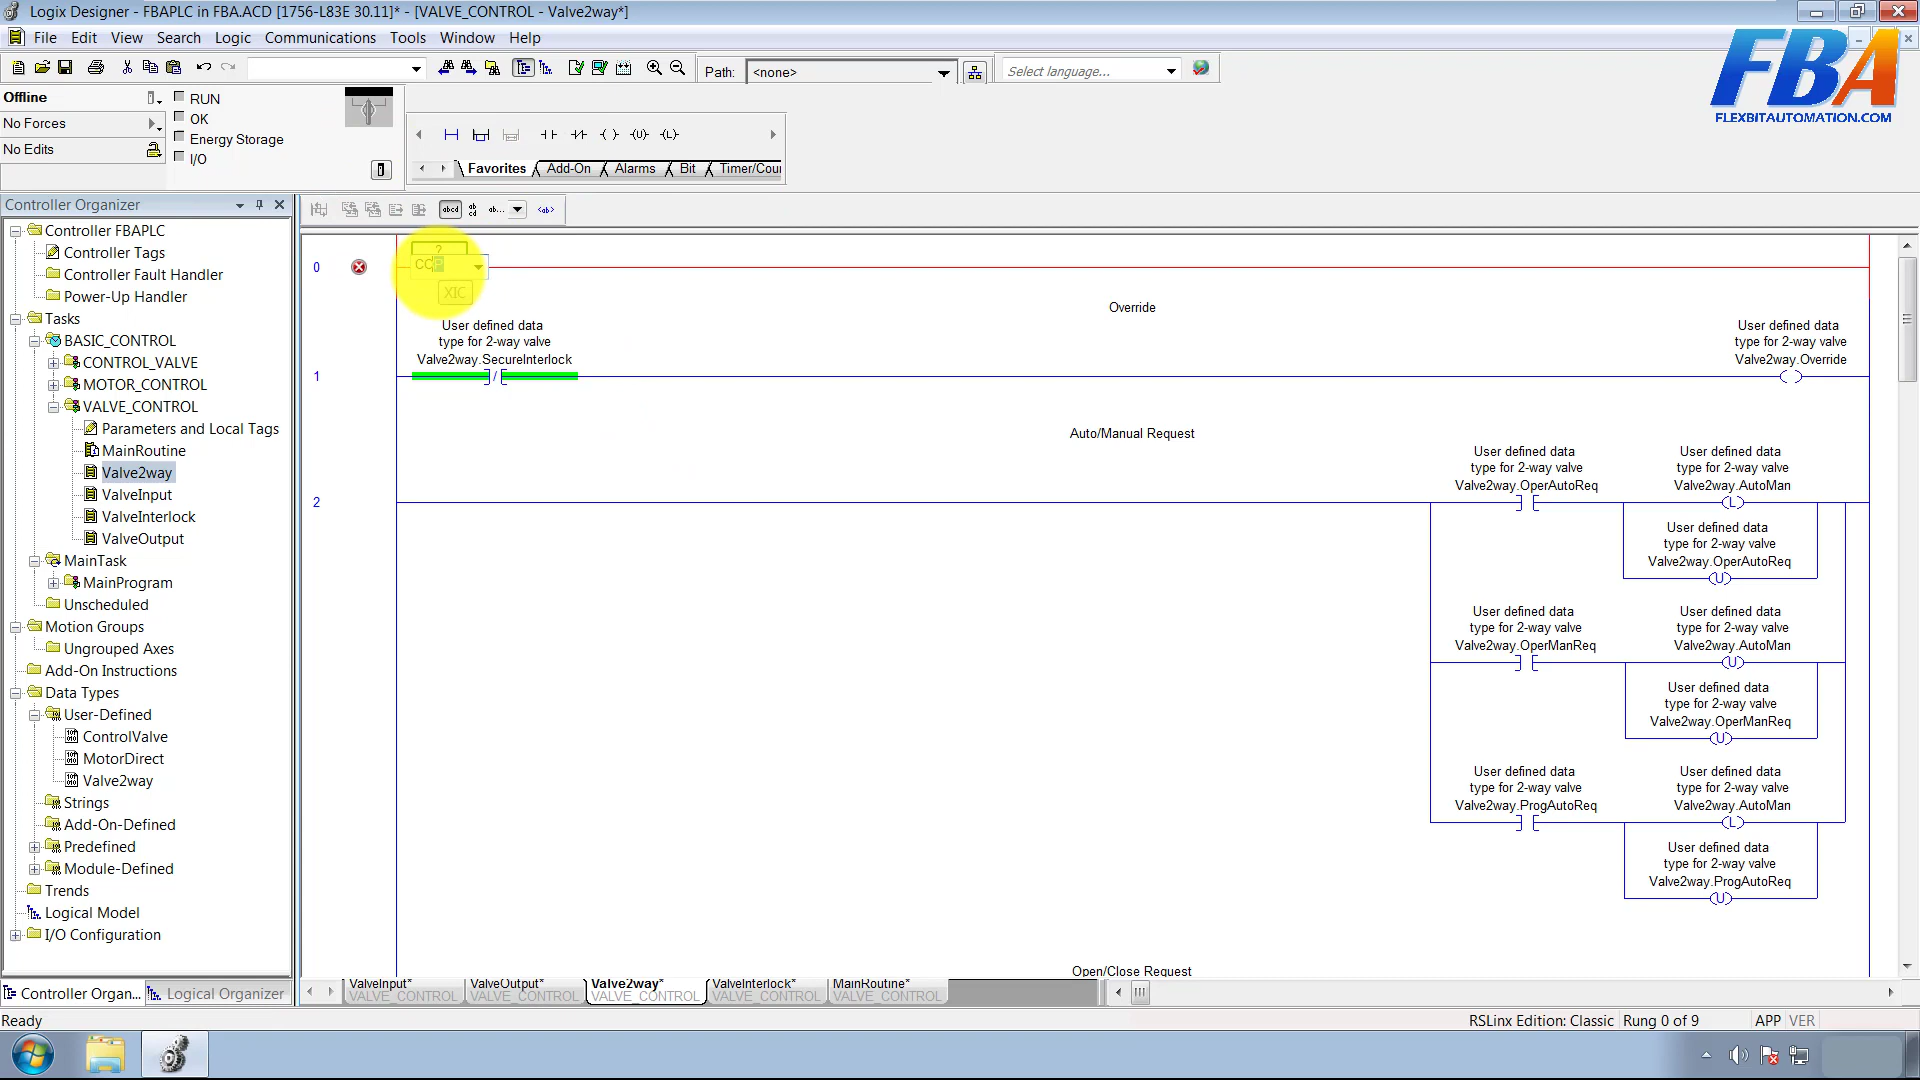 Logix Designer - FBAPLC in FBA.ACD [1756-L83E 30.11]* - [VALVE_CONTROL - Valve2way*]
File Edit View Search Logic Communications Tools Window Help
Path: <none>
Select language...
FBA
FLEXBITAUTOMATION.COM
Offline
RUN
No Forces
OK
Energy Storage
No Edits
I/O
Favorites Add-On Alarms Bit Timer/Cou
Controller Organizer
Controller FBAPLC
Controller Tags
Controller Fault Handler
Power-Up Handler
Tasks
BASIC_CONTROL
CONTROL_VALVE
MOTOR_CONTROL
VALVE_CONTROL
Parameters and Local Tags
MainRoutine
Valve2way
ValveInput
ValveInterlock
ValveOutput
MainTask
MainProgram
Unscheduled
Motion Groups
Ungrouped Axes
Add-On Instructions
Data Types
User-Defined
ControlValve
MotorDirect
Valve2way
Strings
Add-On-Defined
Predefined
Module-Defined
Trends
Logical Model
I/O Configuration
Controller Organ...
Logical Organizer
abcd
ab
cd
ab...
<ab>
0
?
COP
XIC
Override
User defined data
type for 2-way valve
Valve2way.SecureInterlock
User defined data
type for 2-way valve
Valve2way.Override
1
Auto/Manual Request
User defined data
type for 2-way valve
Valve2way.OperAutoReq
User defined data
type for 2-way valve
Valve2way.AutoMan
2
L
User defined data
type for 2-way valve
Valve2way.OperAutoReq
U
User defined data
type for 2-way valve
Valve2way.OperManReq
User defined data
type for 2-way valve
Valve2way.AutoMan
U
User defined data
type for 2-way valve
Valve2way.OperManReq
U
User defined data
type for 2-way valve
Valve2way.ProgAutoReq
User defined data
type for 2-way valve
Valve2way.AutoMan
L
User defined data
type for 2-way valve
Valve2way.ProgAutoReq
U
Open/Close Request
ValveInput*
VALVE_CONTROL
ValveOutput*
VALVE_CONTROL
Valve2way*
VALVE_CONTROL
ValveInterlock*
VALVE_CONTROL
MainRoutine*
VALVE_CONTROL
Ready
RSLinx Edition: Classic
Rung 0 of 9
APP
VER